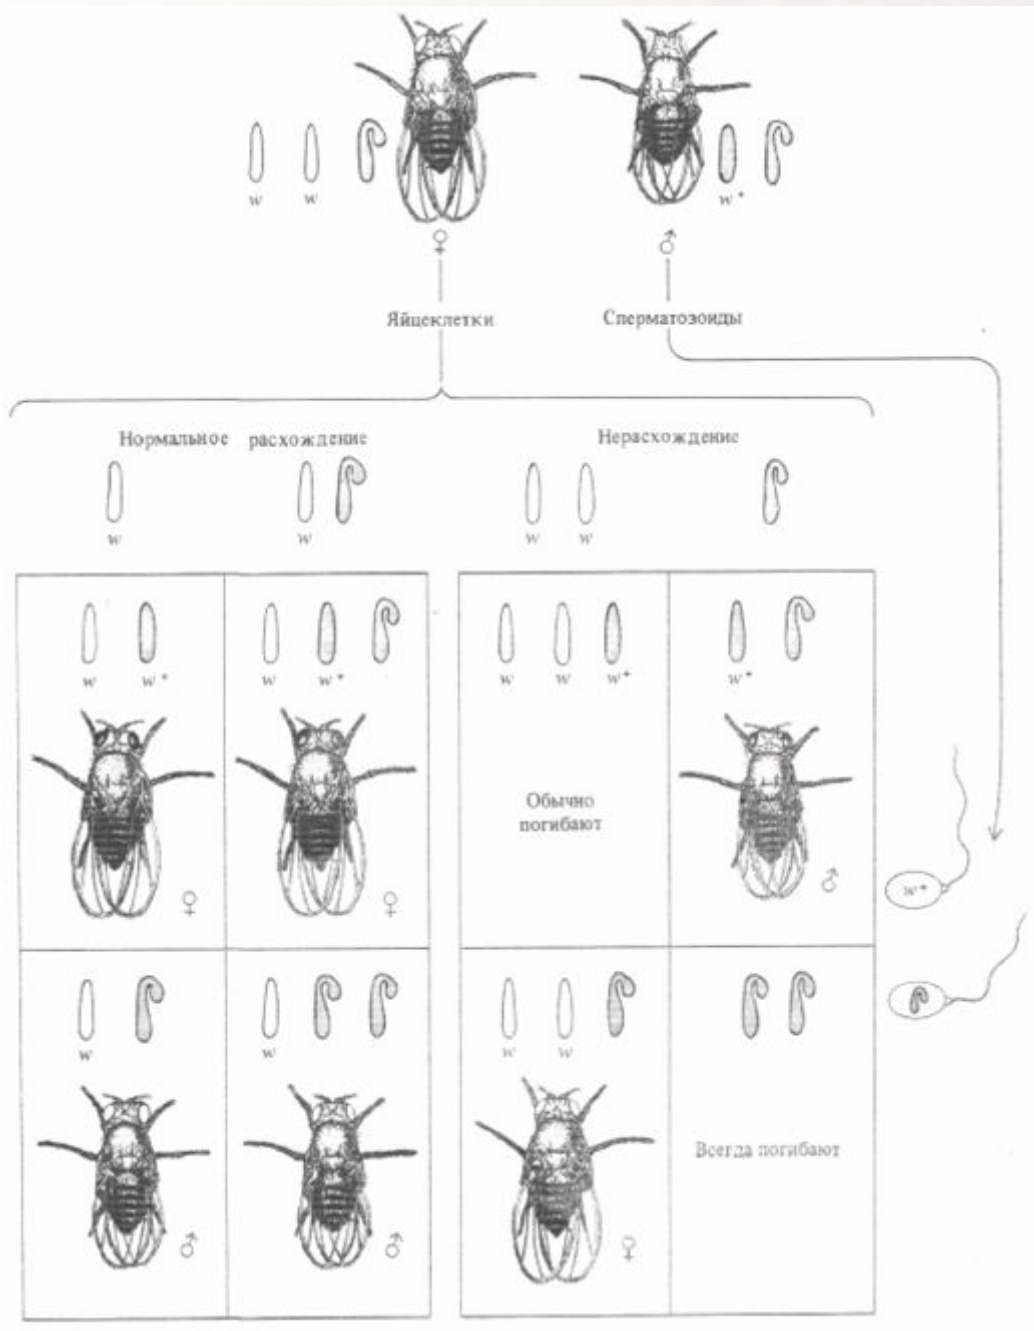 w w w+
♀ ♂
Яйцеклетки Сперматозоиды
Нормальное расхождение Нерасхождение
w w w w
w w+ w w+ w w w+ w+
Обычно
погибают
♀ ♀ ♂
w+
w w w w
Всегда погибают
♂ ♂ ♀